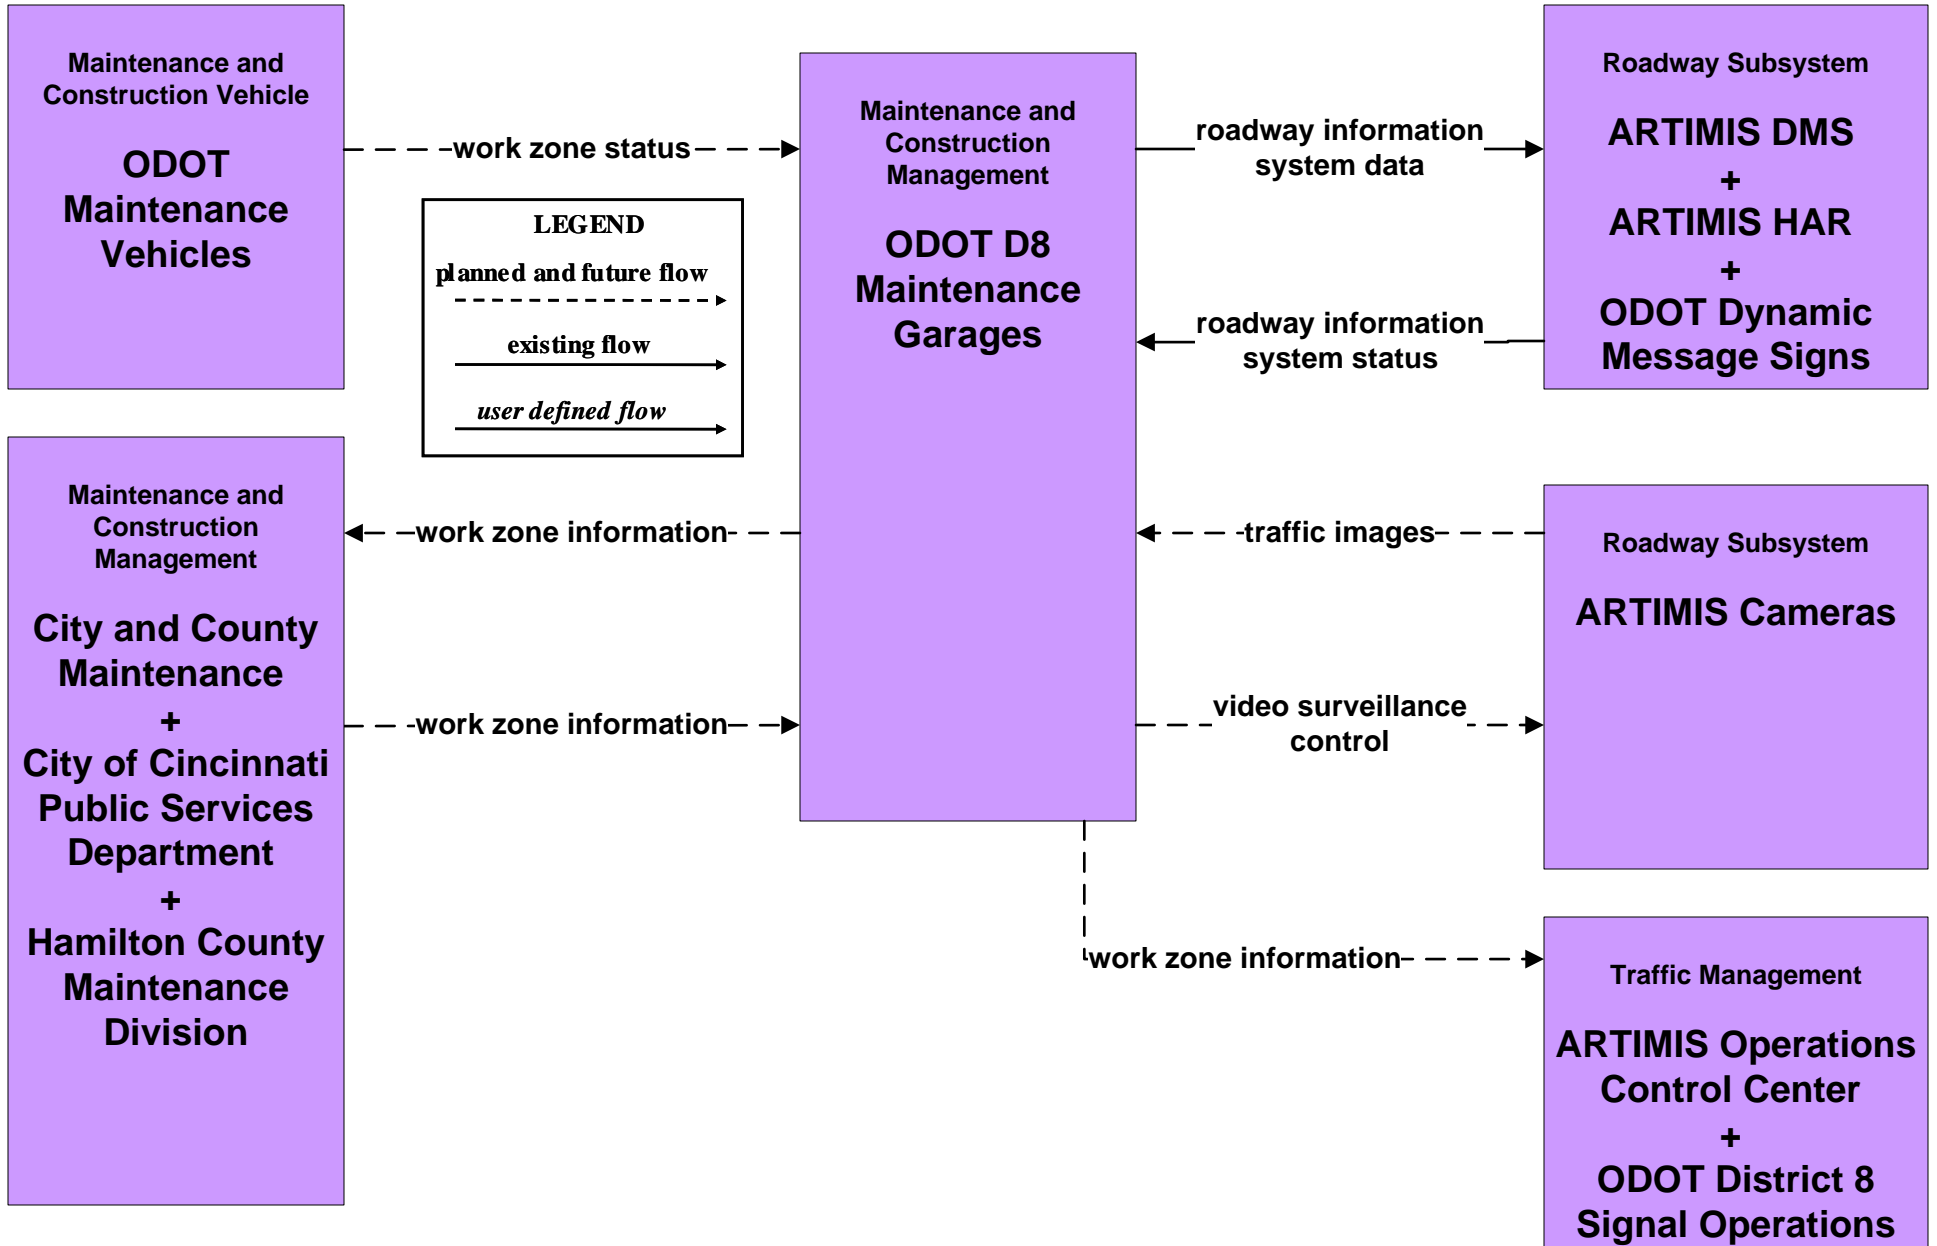 Maintenance and
Construction Vehicle
ODOT
Maintenance
Vehicles
work zone status
LEGEND
planned and future flow
existing flow
user defined flow
Maintenance and
Construction
Management
ODOT D8
Maintenance
Garages
roadway information
system data
roadway information
system status
Roadway Subsystem
ARTIMIS DMS
+
ARTIMIS HAR
+
ODOT Dynamic
Message Signs
Maintenance and
Construction
Management
City and County
Maintenance
+
City of Cincinnati
Public Services
Department
+
Hamilton County
Maintenance
Division
work zone information
work zone information
traffic images
video surveillance
control
Roadway Subsystem
ARTIMIS Cameras
work zone information
Traffic Management
ARTIMIS Operations
Control Center
+
ODOT District 8
Signal Operations